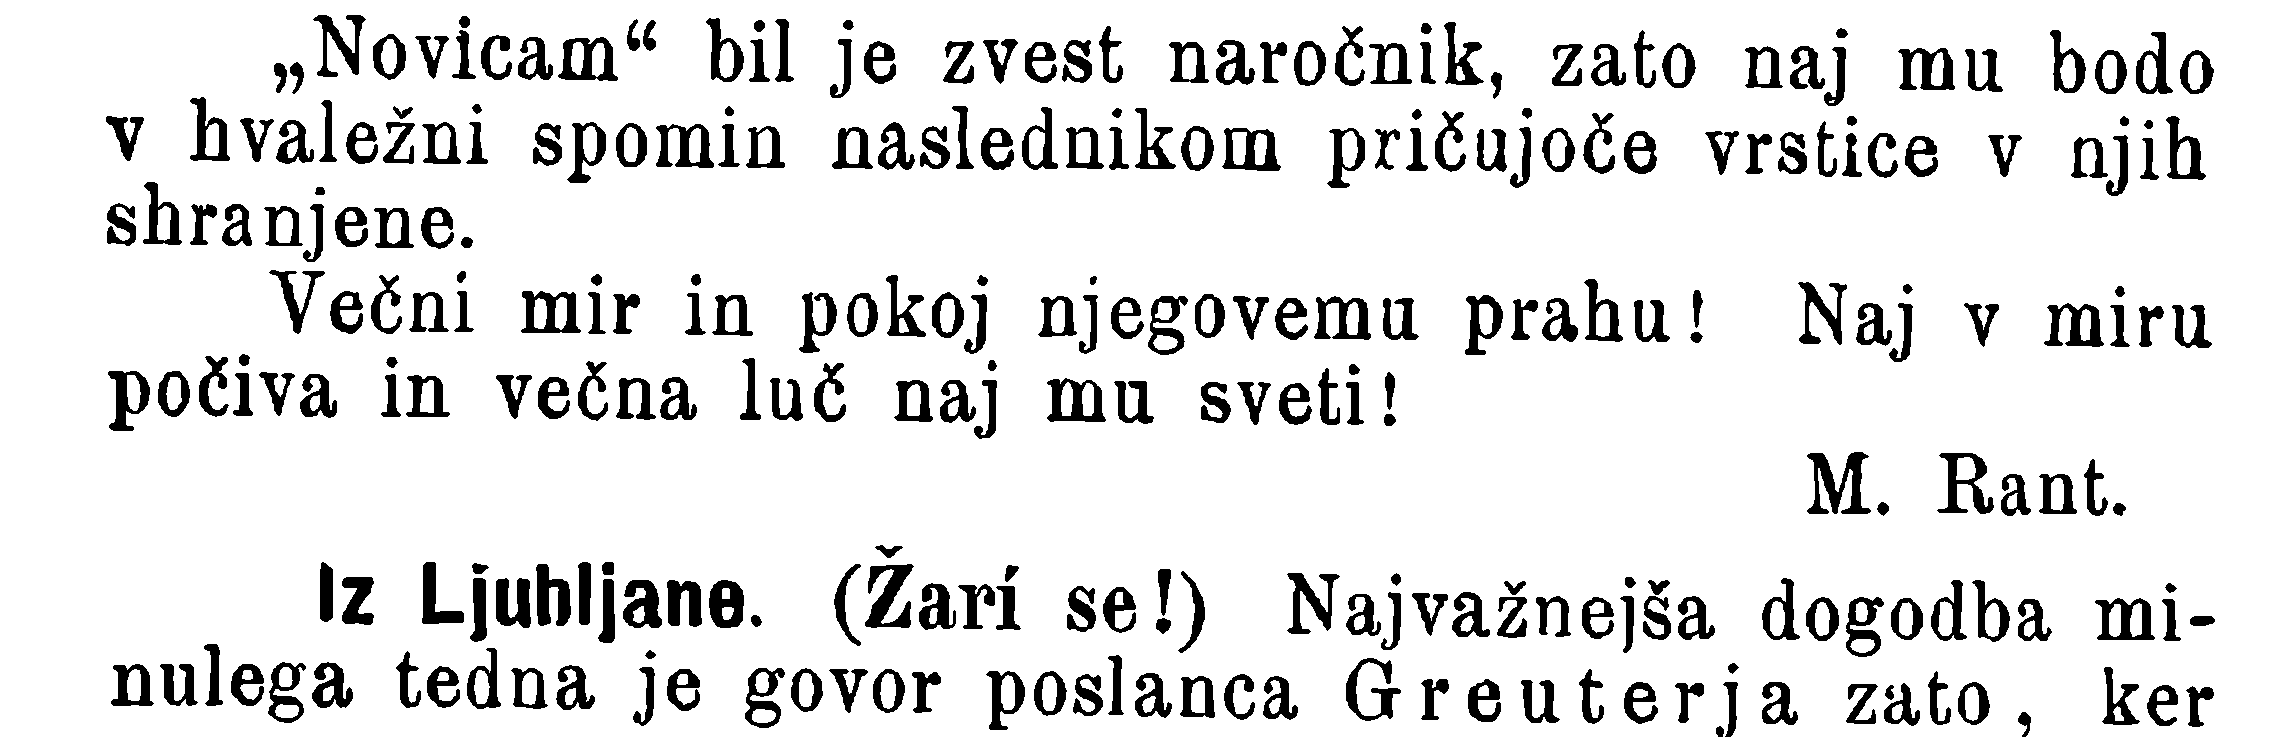 „Novicam“ bil je zvest naročnik, zato naj mu bodo
v hvaležni spomin naslednikom pričujoče vrstice v njih
shranjene.
Večni mir in pokoj njegovemu prahu! Naj v miru
počiva in večna luč naj mu sveti!
M. Rant.
Iz Ljubljane. (Žarí se!) Najvažnejša dogodba mi-
nulega tedna je govor poslanca Greuterja zato, ker